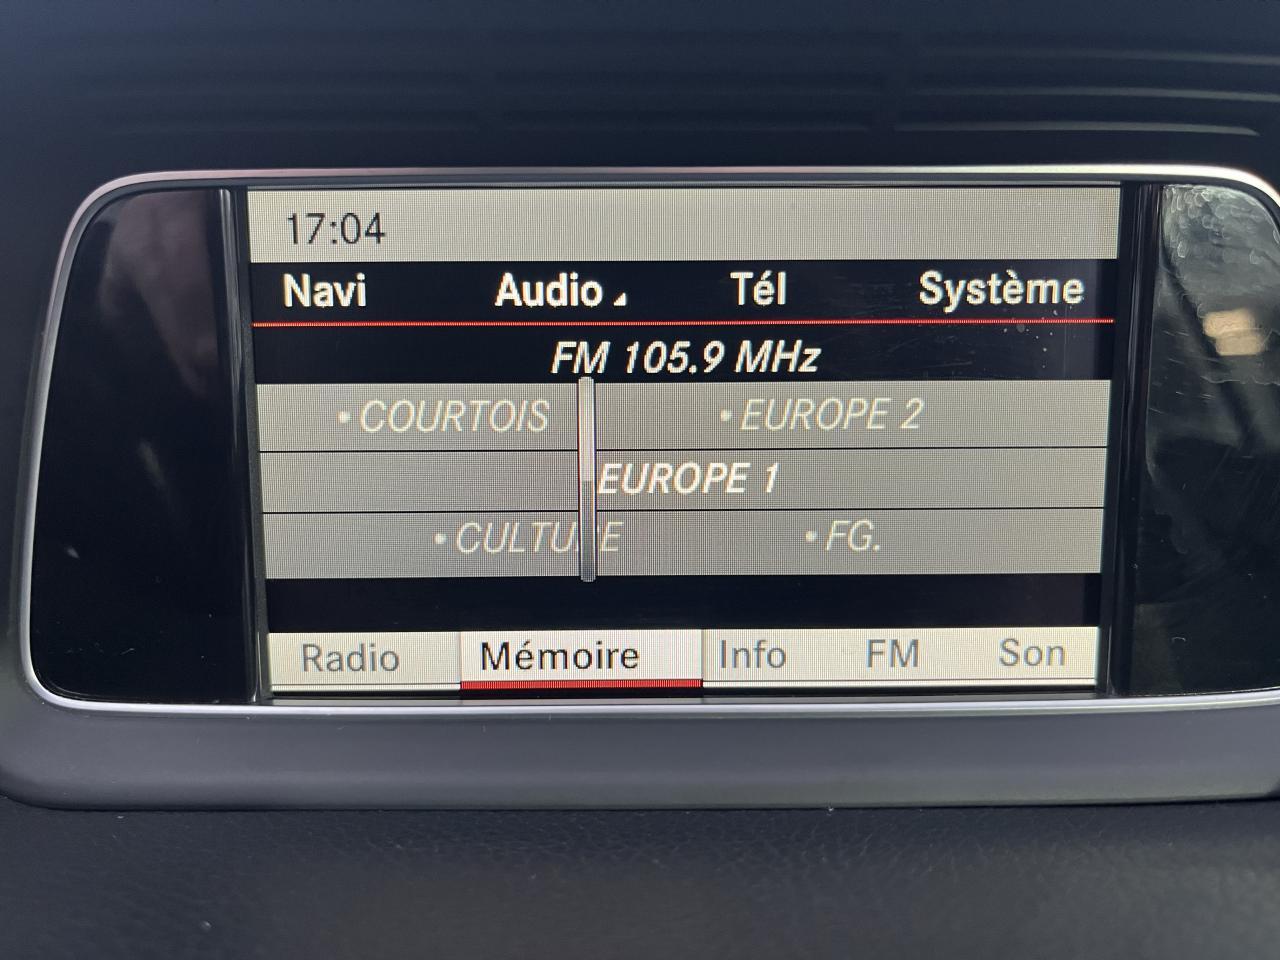 17:04
Navi Audio Tél Système
FM 105.9 MHz
• COURTOIS • EUROPE 2
EUROPE 1
• CULTURE • FG.
Radio Mémoire Info FM Son